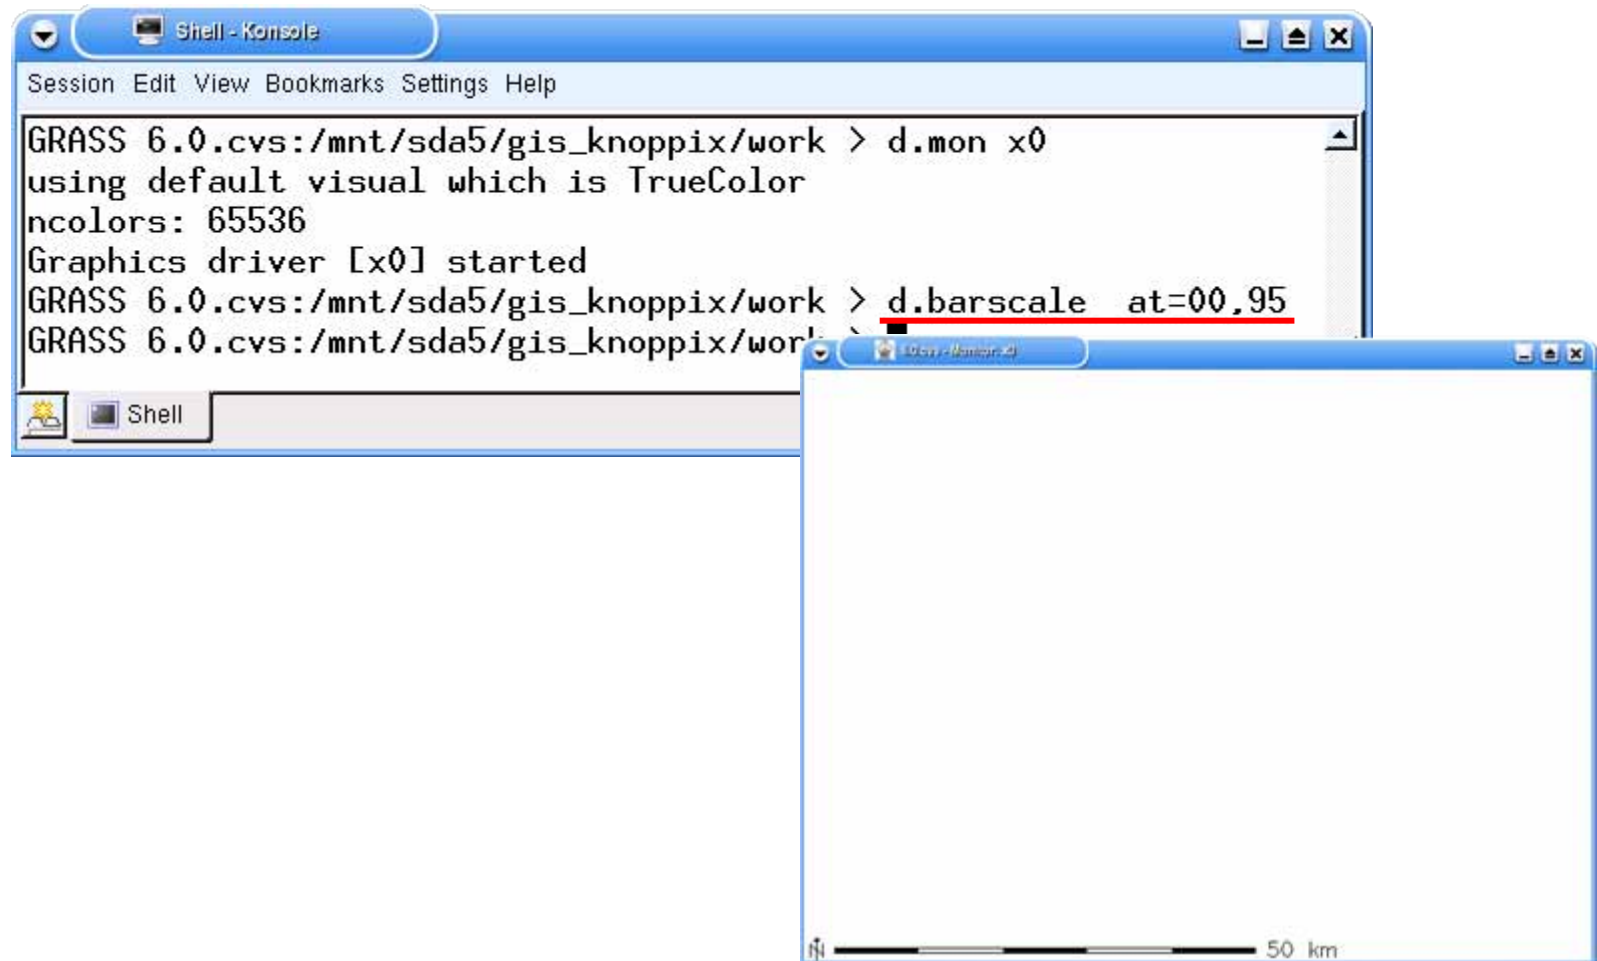 Shell - Konsole
Session Edit View Bookmarks Settings Help
GRASS 6.0.cvs:/mnt/sda5/gis_knoppix/work > d.mon x0
using default visual which is TrueColor
ncolors: 65536
Graphics driver [x0] started
GRASS 6.0.cvs:/mnt/sda5/gis_knoppix/work > d.barscale at=00,95
GRASS 6.0.cvs:/mnt/sda5/gis_knoppix/wor
Shell
Monitor: x0
N
50 km